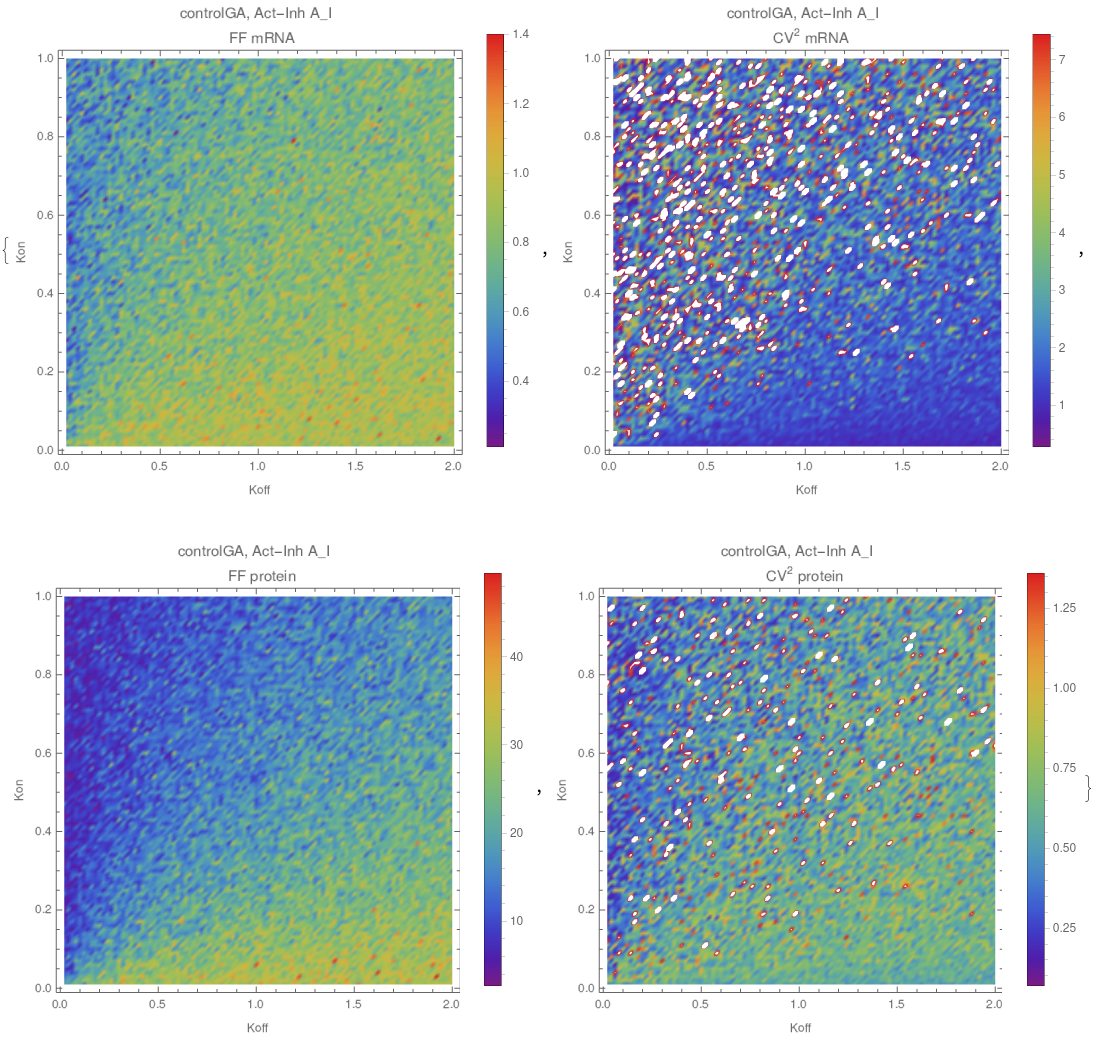 controlGA, Act−Inh A_I
FF mRNA
1.0
0.8
0.6
0.4
0.2
0.0
Kon
0.0 0.5 1.0 1.5 2.0
Koff
1.4
1.2
1.0
0.8
0.6
0.4
{
,
controlGA, Act−Inh A_I
CV² mRNA
1.0
0.8
0.6
0.4
0.2
0.0
Kon
0.0 0.5 1.0 1.5 2.0
Koff
7
6
5
4
3
2
1
,
controlGA, Act−Inh A_I
FF protein
1.0
0.8
0.6
0.4
0.2
0.0
Kon
0.0 0.5 1.0 1.5 2.0
Koff
40
30
20
10
,
controlGA, Act−Inh A_I
CV² protein
1.0
0.8
0.6
0.4
0.2
0.0
Kon
0.0 0.5 1.0 1.5 2.0
Koff
1.25
1.00
0.75
0.50
0.25
}